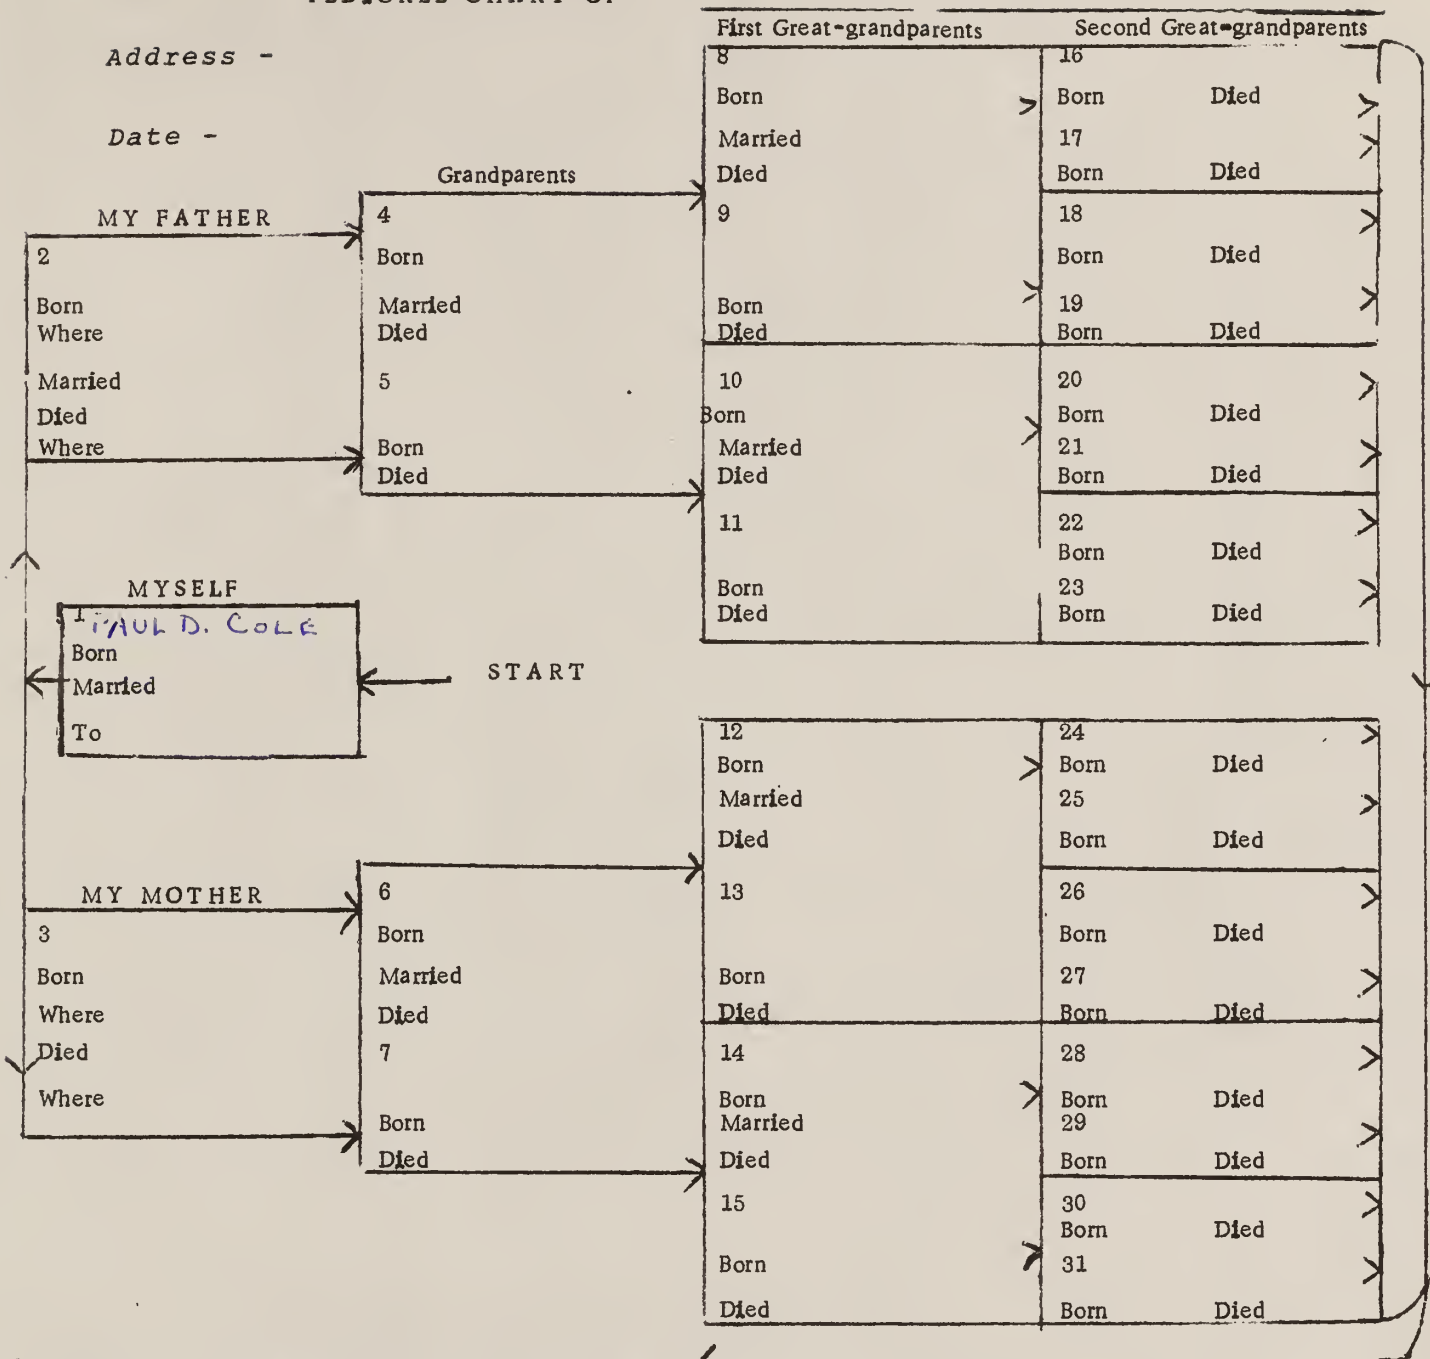 PEDIGREE CHART OF
Address -
Date -
MY FATHER
2
Born
Where
Married
Died
Where
MYSELF
1. PAUL D. COLE
Born
Married
To
START
MY MOTHER
3
Born
Where
Died
Where
Grandparents
4
Born
Married
Died
5
Born
Died
6
Born
Married
Died
7
Born
Died
First Great-grandparents
8
Born
Married
Died
9
Born
Died
10
Born
Married
Died
11
Born
Died
12
Born
Married
Died
13
Born
Died
14
Born
Married
Died
15
Born
Died
Second Great-grandparents
16
Born Died
17
Born Died
18
Born Died
19
Born Died
20
Born Died
21
Born Died
22
Born Died
23
Born Died
24
Born Died
25
Born Died
26
Born Died
27
Born Died
28
Born Died
29
Born Died
30
Born Died
31
Born Died